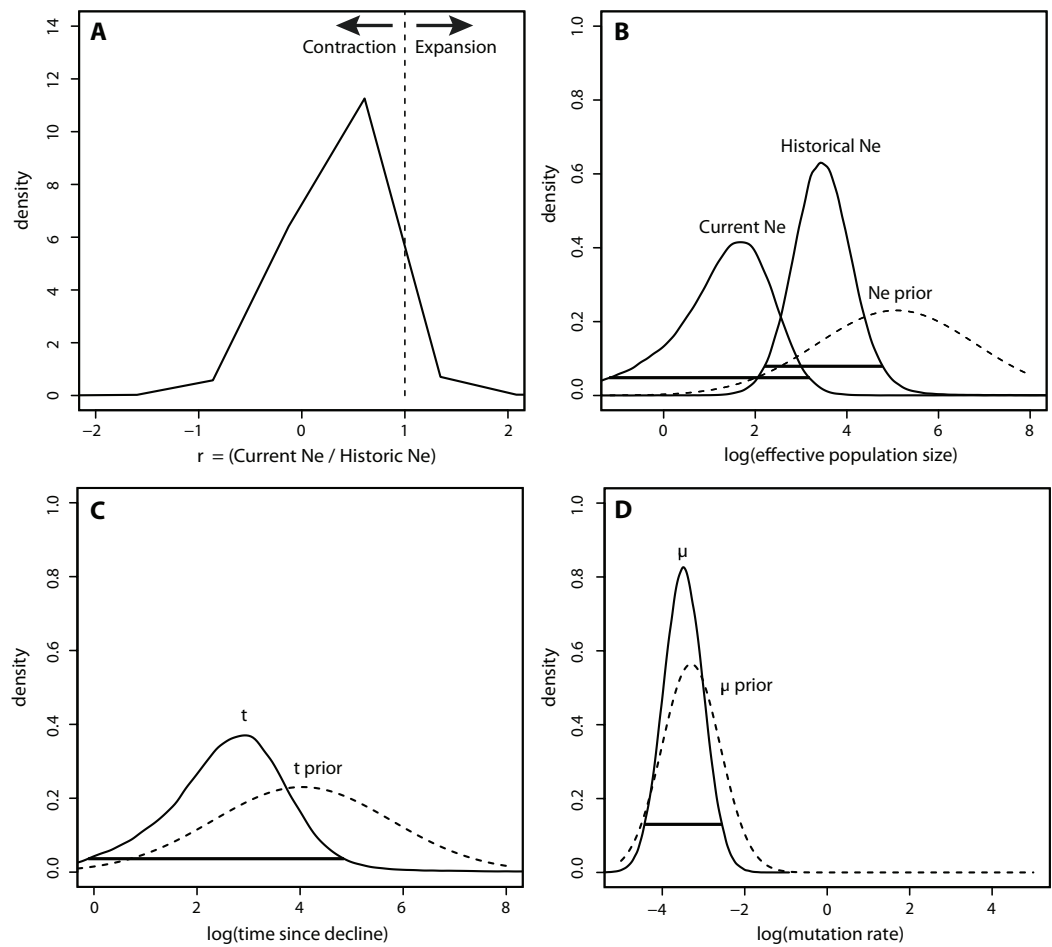 A
Contraction
Expansion
density
14
12
10
8
6
4
2
0
−2
−1
0
1
2
r = (Current Ne / Historic Ne)
B
Historical Ne
Current Ne
Ne prior
density
1.0
0.8
0.6
0.4
0.2
0.0
0
2
4
6
8
log(effective population size)
C
t
t prior
density
1.0
0.8
0.6
0.4
0.2
0.0
0
2
4
6
8
log(time since decline)
D
µ
µ prior
density
1.0
0.8
0.6
0.4
0.2
0.0
−4
−2
0
2
4
log(mutation rate)